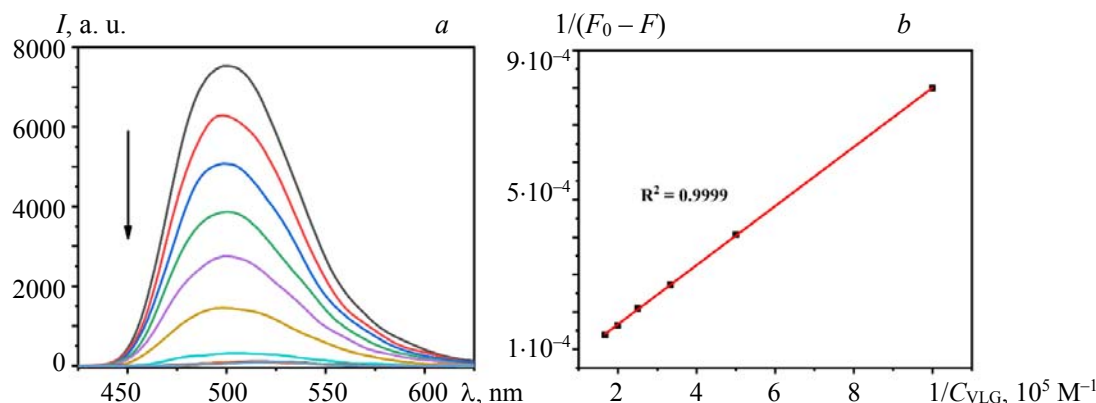 I, a. u. a
8000
6000
4000
2000
0
450 500 550 600 λ, nm
1/(F₀ – F) b
9·10⁻⁴
5·10⁻⁴
1·10⁻⁴
R² = 0.9999
2 4 6 8 1/C_VLG, 10⁵ M⁻¹